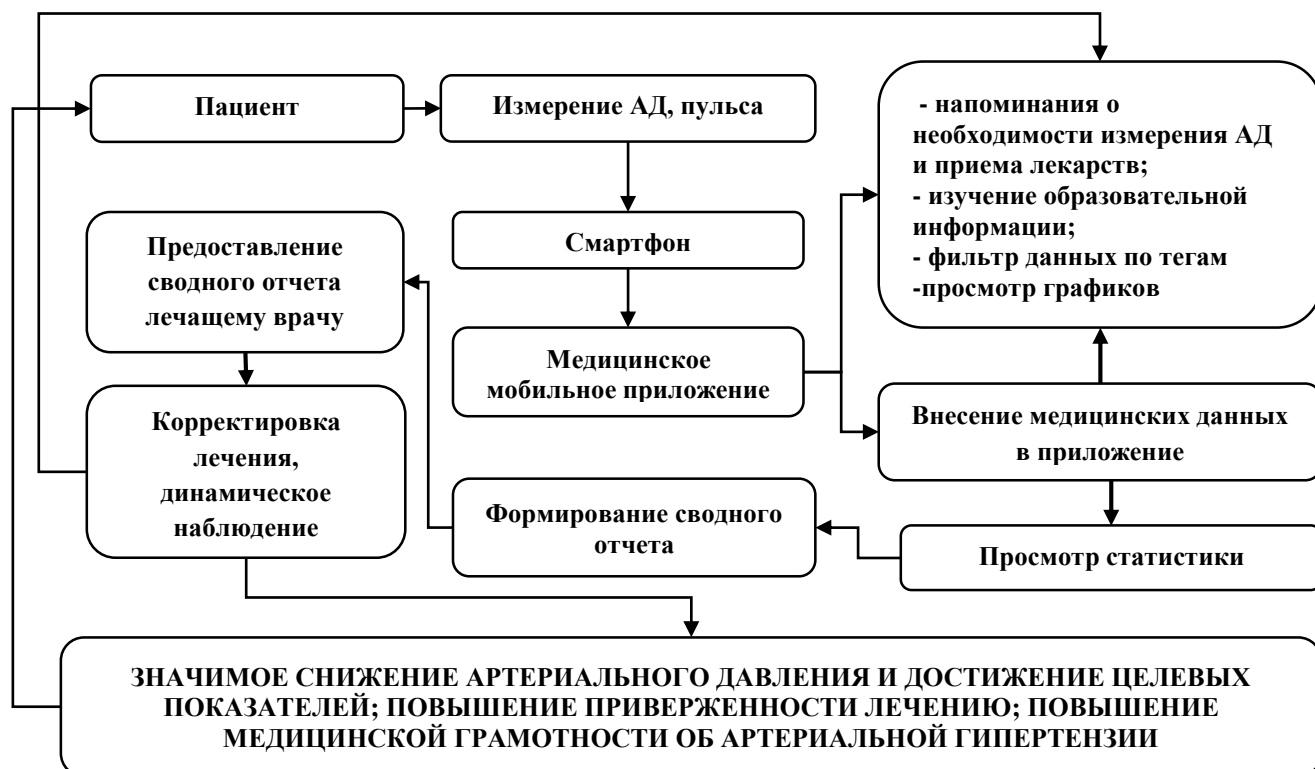 Пациент
Измерение АД, пульса
- напоминания о
необходимости измерения АД
и приема лекарств;
- изучение образовательной
информации;
- фильтр данных по тегам
-просмотр графиков
Смартфон
Предоставление
сводного отчета
лечащему врачу
Медицинское
мобильное приложение
Корректировка
лечения,
динамическое
наблюдение
Внесение медицинских данных
в приложение
Формирование сводного
отчета
Просмотр статистики
ЗНАЧИМОЕ СНИЖЕНИЕ АРТЕРИАЛЬНОГО ДАВЛЕНИЯ И ДОСТИЖЕНИЕ ЦЕЛЕВЫХ
ПОКАЗАТЕЛЕЙ; ПОВЫШЕНИЕ ПРИВЕРЖЕННОСТИ ЛЕЧЕНИЮ; ПОВЫШЕНИЕ
МЕДИЦИНСКОЙ ГРАМОТНОСТИ ОБ АРТЕРИАЛЬНОЙ ГИПЕРТЕНЗИИ